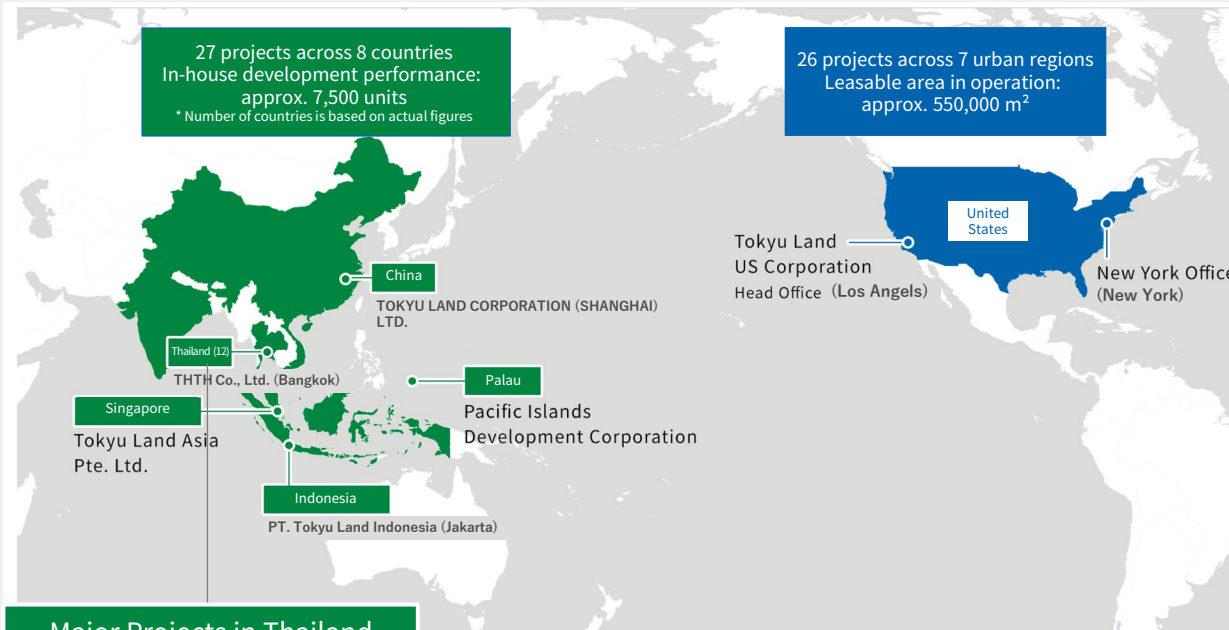 27 projects across 8 countries
In-house development performance:
approx. 7,500 units
* Number of countries is based on actual figures
26 projects across 7 urban regions
Leasable area in operation:
approx. 550,000 m²
United
States
Tokyu Land
US Corporation
Head Office (Los Angels)
New York Office
(New York)
China
TOKYU LAND CORPORATION (SHANGHAI)
LTD.
Thailand (12)
THTH Co., Ltd. (Bangkok)
Palau
Pacific Islands
Development Corporation
Singapore
Tokyu Land Asia
Pte. Ltd.
Indonesia
PT. Tokyu Land Indonesia (Jakarta)
Major Projects in Thailand